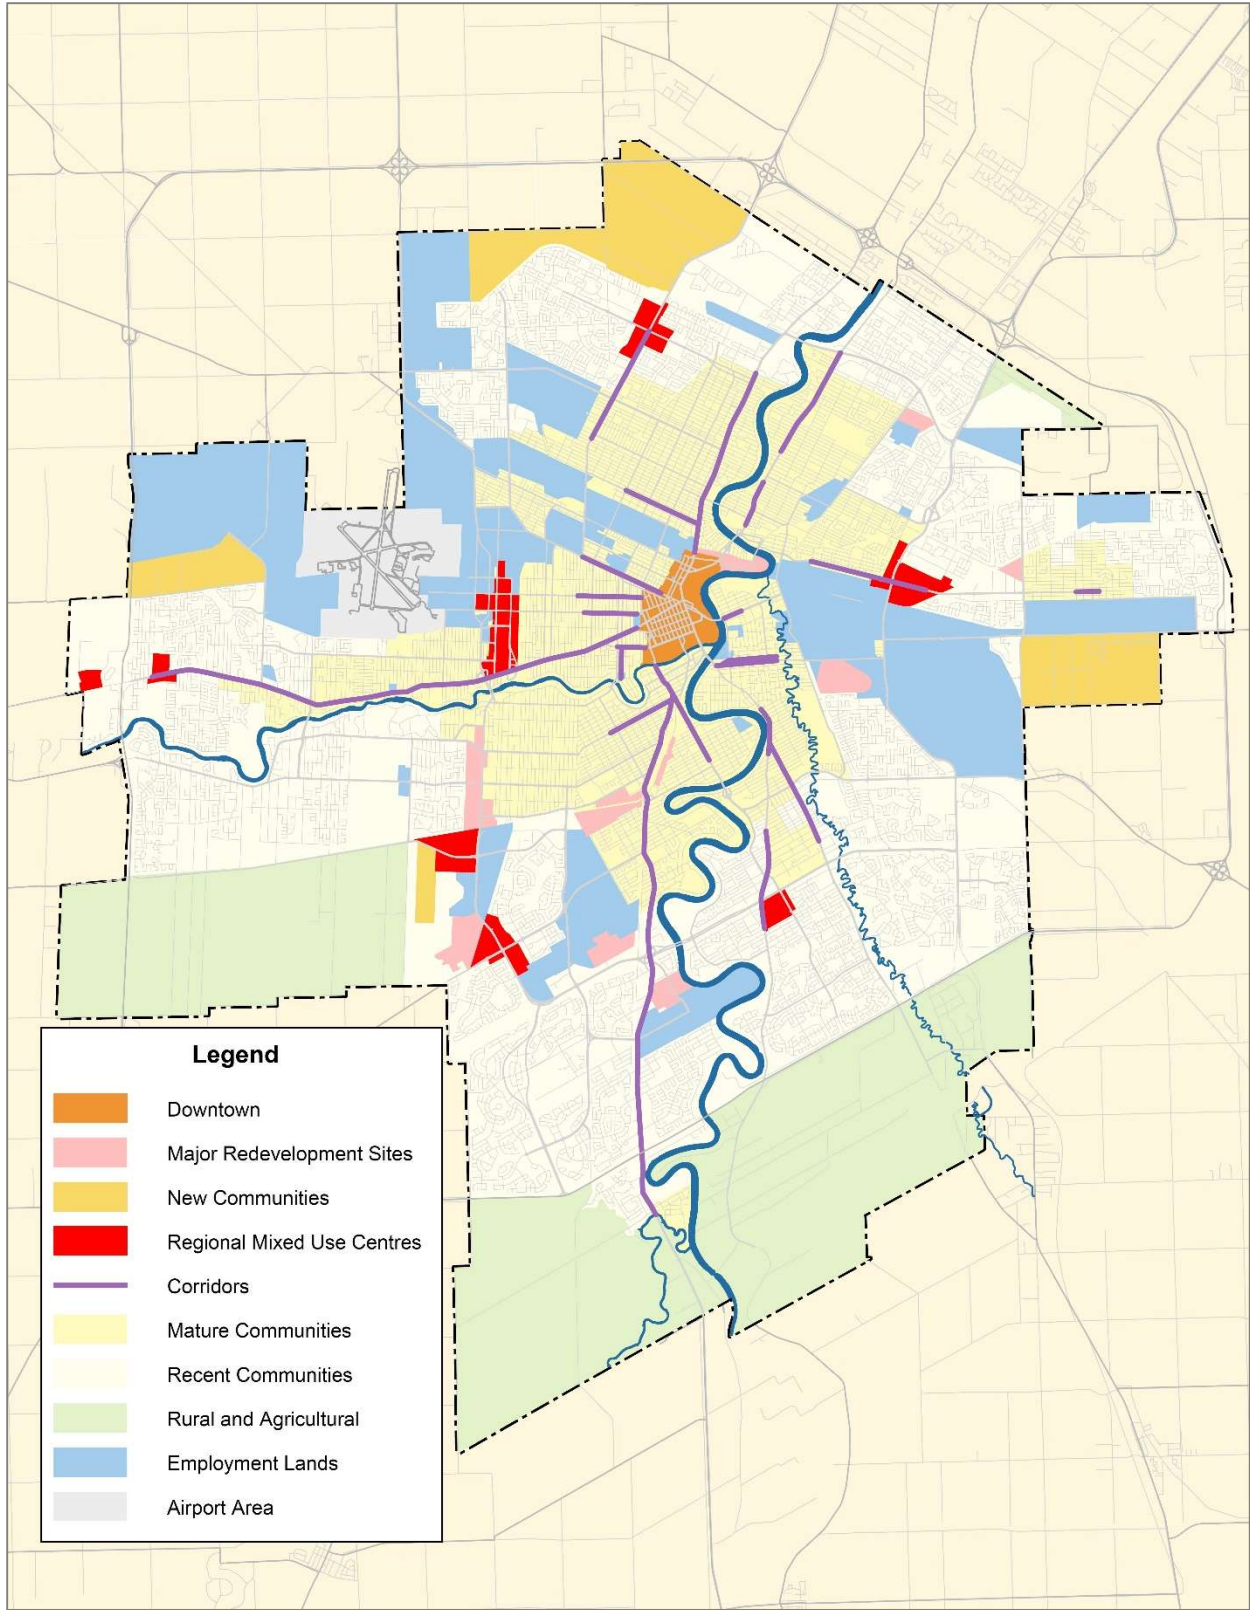 Legend
Downtown
Major Redevelopment Sites
New Communities
Regional Mixed Use Centres
Corridors
Mature Communities
Recent Communities
Rural and Agricultural
Employment Lands
Airport Area